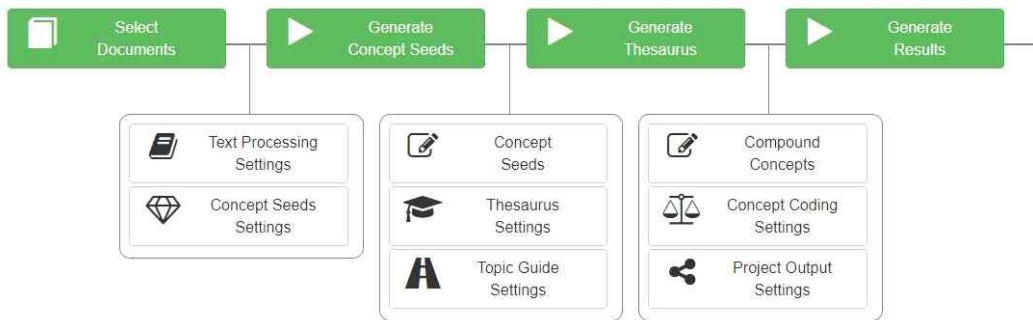 Select
Documents
Generate
Concept Seeds
Generate
Thesaurus
Generate
Results
Text Processing
Settings
Concept Seeds
Settings
Concept
Seeds
Thesaurus
Settings
Topic Guide
Settings
Compound
Concepts
Concept Coding
Settings
Project Output
Settings